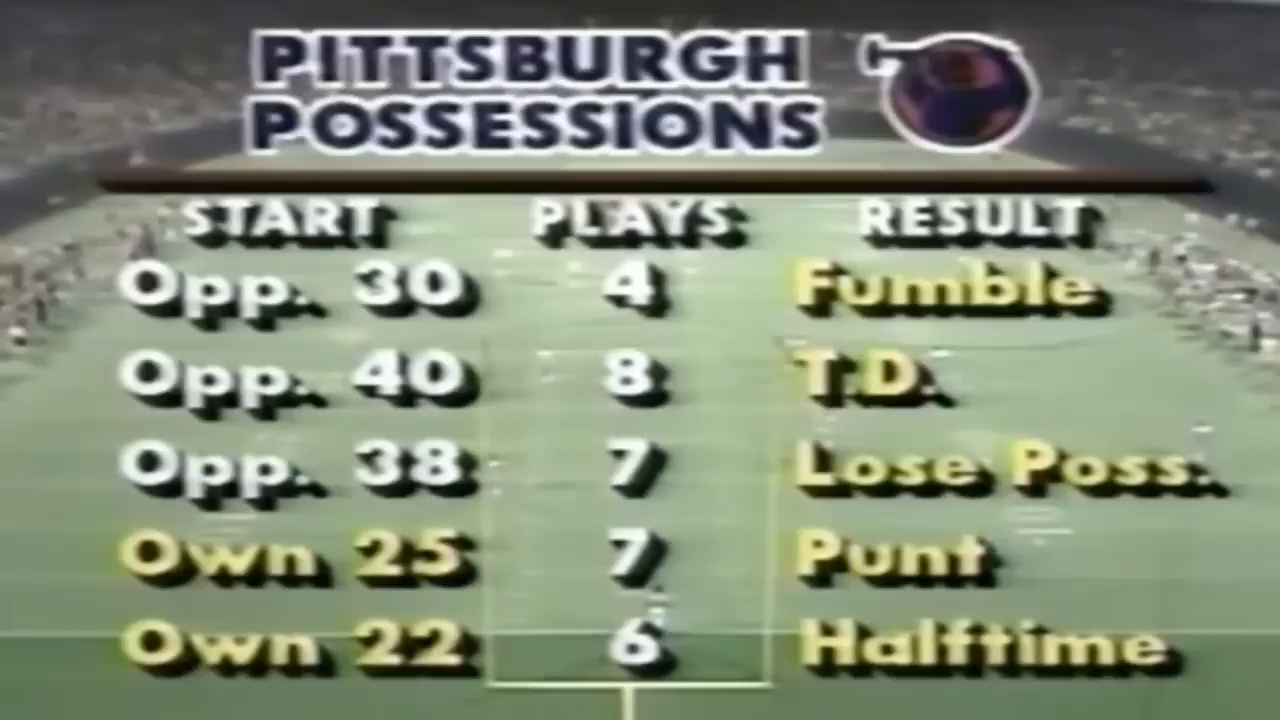 PITTSBURGH
POSSESSIONS
START PLAYS RESULT
Opp. 30 4 Fumble
Opp. 40 8 T.D.
Opp. 38 7 Lose Poss.
Own 25 7 Punt
Own 22 6 Halftime